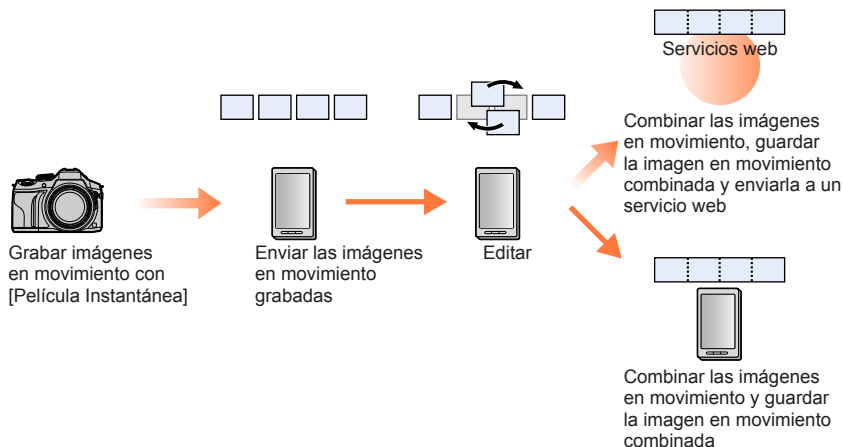 Grabar imágenes
en movimiento con
[Película Instantánea]
Enviar las imágenes
en movimiento
grabadas
Editar
Servicios web
Combinar las imágenes
en movimiento, guardar
la imagen en movimiento
combinada y enviarla a un
servicio web
Combinar las imágenes
en movimiento y guardar
la imagen en movimiento
combinada